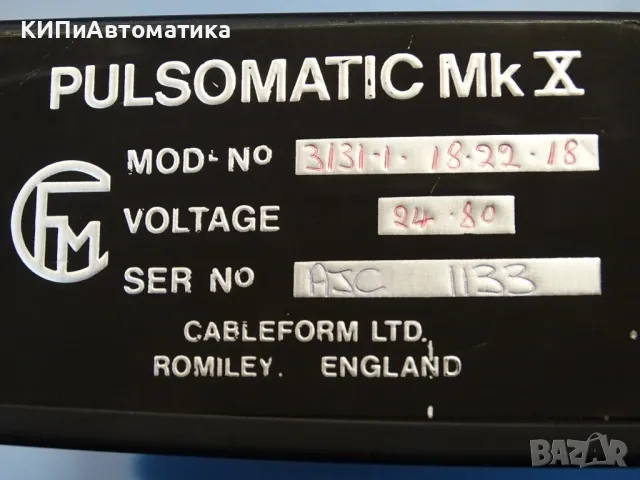 КИПиАвтоматика
PULSOMATIC Mk X
MOD-NO 3131-1-18-22-18
VOLTAGE 24-80
SER NO AJC 1133
CABLEFORM LTD.
ROMILEY. ENGLAND
BAZAR